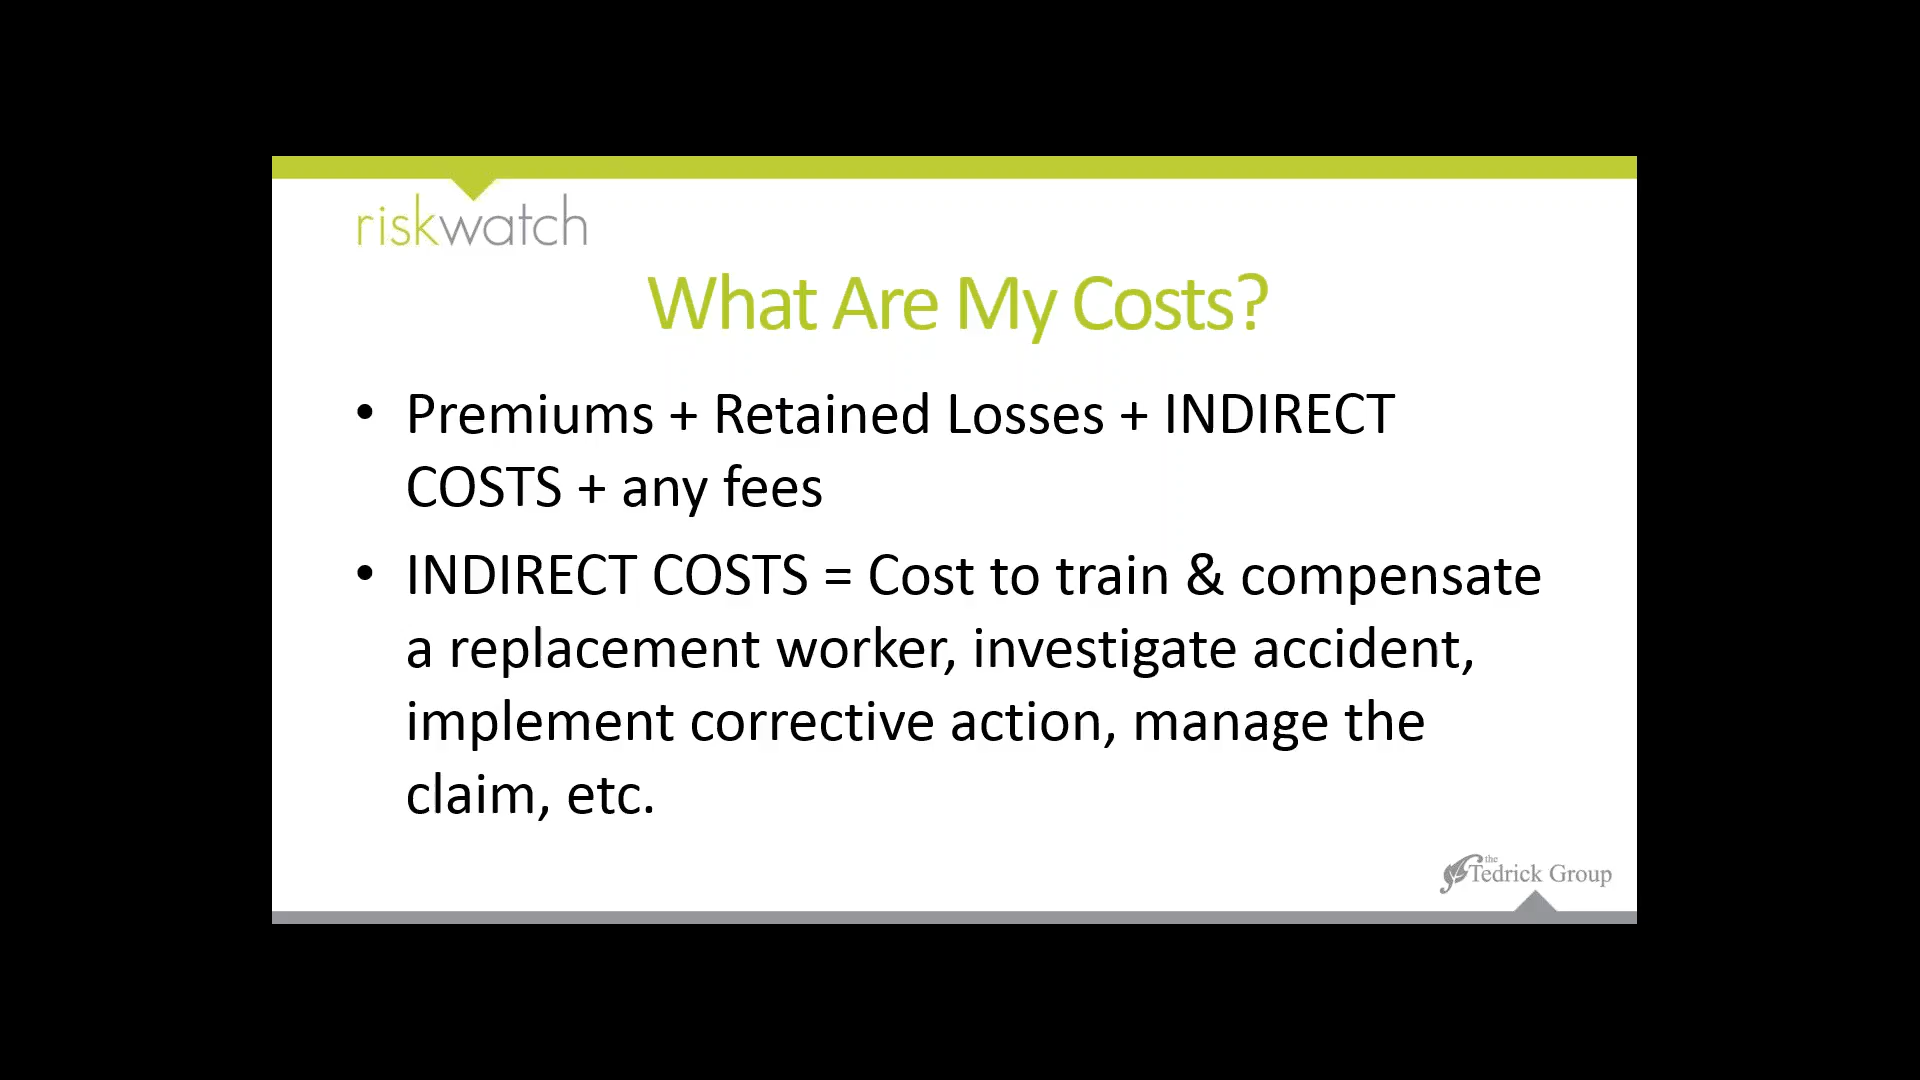 riskwatch
What Are My Costs?
• Premiums + Retained Losses + INDIRECT
COSTS + any fees
• INDIRECT COSTS = Cost to train & compensate
a replacement worker, investigate accident,
implement corrective action, manage the
claim, etc.
the
Tedrick Group